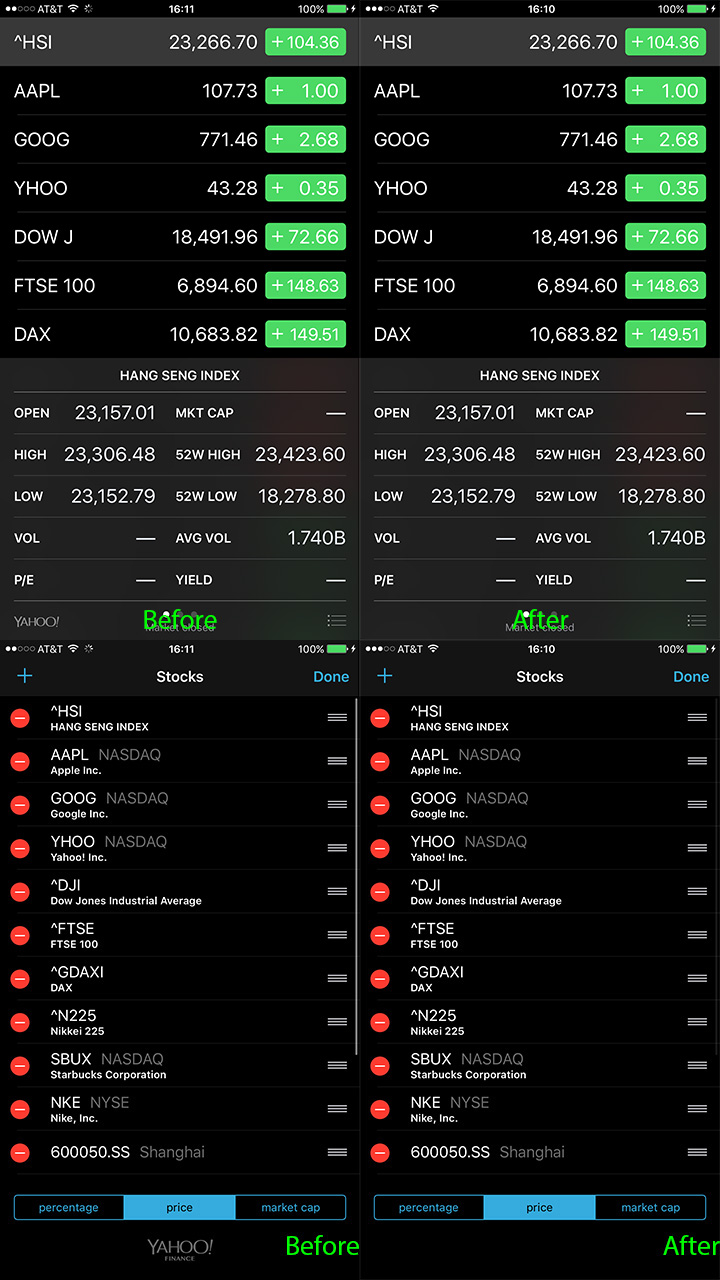 AT&T 16:11 100%
^HSI 23,266.70 +104.36
AAPL 107.73 + 1.00
GOOG 771.46 + 2.68
YHOO 43.28 + 0.35
DOW J 18,491.96 +72.66
FTSE 100 6,894.60 +148.63
DAX 10,683.82 +149.51
HANG SENG INDEX
OPEN 23,157.01 MKT CAP —
HIGH 23,306.48 52W HIGH 23,423.60
LOW 23,152.79 52W LOW 18,278.80
VOL — AVG VOL 1.740B
P/E — YIELD —
YAHOO! Before
Market closed
AT&T 16:10 100%
^HSI 23,266.70 +104.36
AAPL 107.73 + 1.00
GOOG 771.46 + 2.68
YHOO 43.28 + 0.35
DOW J 18,491.96 +72.66
FTSE 100 6,894.60 +148.63
DAX 10,683.82 +149.51
HANG SENG INDEX
OPEN 23,157.01 MKT CAP —
HIGH 23,306.48 52W HIGH 23,423.60
LOW 23,152.79 52W LOW 18,278.80
VOL — AVG VOL 1.740B
P/E — YIELD —
After
Market closed
AT&T 16:11 100%
+ Stocks Done
^HSI
HANG SENG INDEX
AAPL NASDAQ
Apple Inc.
GOOG NASDAQ
Google Inc.
YHOO NASDAQ
Yahoo! Inc.
^DJI
Dow Jones Industrial Average
^FTSE
FTSE 100
^GDAXI
DAX
^N225
Nikkei 225
SBUX NASDAQ
Starbucks Corporation
NKE NYSE
Nike, Inc.
600050.SS Shanghai
percentage price market cap
YAHOO! Before
FINANCE
AT&T 16:10 100%
+ Stocks Done
^HSI
HANG SENG INDEX
AAPL NASDAQ
Apple Inc.
GOOG NASDAQ
Google Inc.
YHOO NASDAQ
Yahoo! Inc.
^DJI
Dow Jones Industrial Average
^FTSE
FTSE 100
^GDAXI
DAX
^N225
Nikkei 225
SBUX NASDAQ
Starbucks Corporation
NKE NYSE
Nike, Inc.
600050.SS Shanghai
percentage price market cap
After